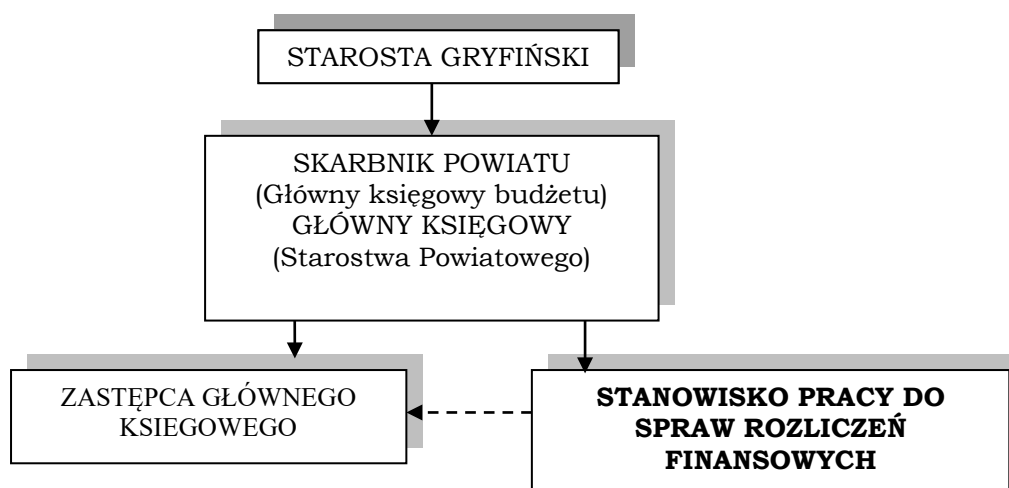 STAROSTA GRYFIŃSKI
SKARBNIK POWIATU
(Główny księgowy budżetu)
GŁÓWNY KSIĘGOWY
(Starostwa Powiatowego)
ZASTĘPCA GŁÓWNEGO
KSIEGOWEGO
STANOWISKO PRACY DO
SPRAW ROZLICZEŃ
FINANSOWYCH